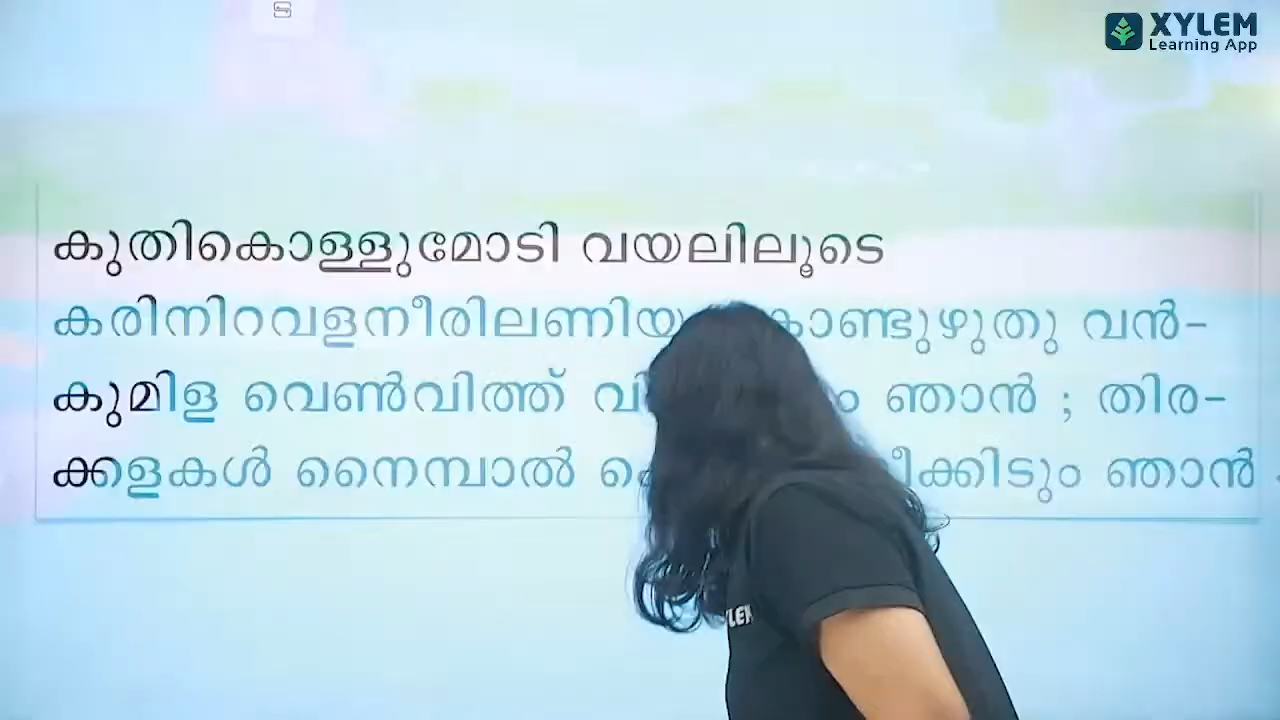 XYLEM
Learning App
കുതികൊള്ളുമോടി വയലിലൂടെ
കരിനിറവളനീരിലണിയ കൊണ്ടുഴുതു വൻ-
കുമിള വെൺവിത്ത് ഞാൻ ; തിര-
ക്കളകൾ നൈമ്പാൽ ഞാൻ